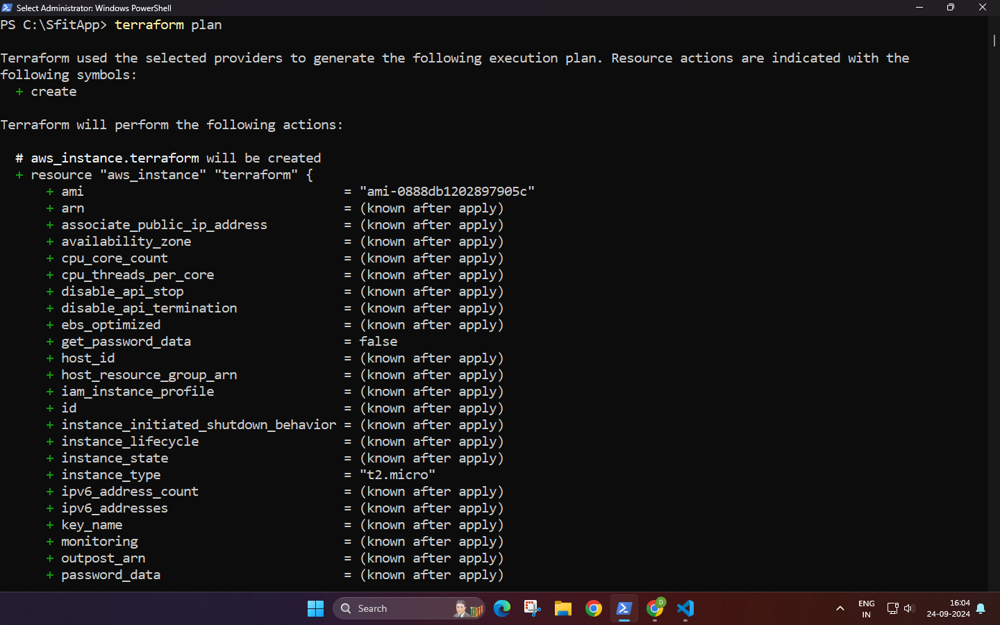 Select Administrator: Windows PowerShell
PS C:\SfitApp> terraform plan
Terraform used the selected providers to generate the following execution plan. Resource actions are indicated with the
following symbols:
+ create
Terraform will perform the following actions:
# aws_instance.terraform will be created
+ resource "aws_instance" "terraform" {
+ ami = "ami-0888db1202897905c"
+ arn = (known after apply)
+ associate_public_ip_address = (known after apply)
+ availability_zone = (known after apply)
+ cpu_core_count = (known after apply)
+ cpu_threads_per_core = (known after apply)
+ disable_api_stop = (known after apply)
+ disable_api_termination = (known after apply)
+ ebs_optimized = (known after apply)
+ get_password_data = false
+ host_id = (known after apply)
+ host_resource_group_arn = (known after apply)
+ iam_instance_profile = (known after apply)
+ id = (known after apply)
+ instance_initiated_shutdown_behavior = (known after apply)
+ instance_lifecycle = (known after apply)
+ instance_state = (known after apply)
+ instance_type = "t2.micro"
+ ipv6_address_count = (known after apply)
+ ipv6_addresses = (known after apply)
+ key_name = (known after apply)
+ monitoring = (known after apply)
+ outpost_arn = (known after apply)
+ password_data = (known after apply)
Search
D
ENG
IN
16:04
24-09-2024